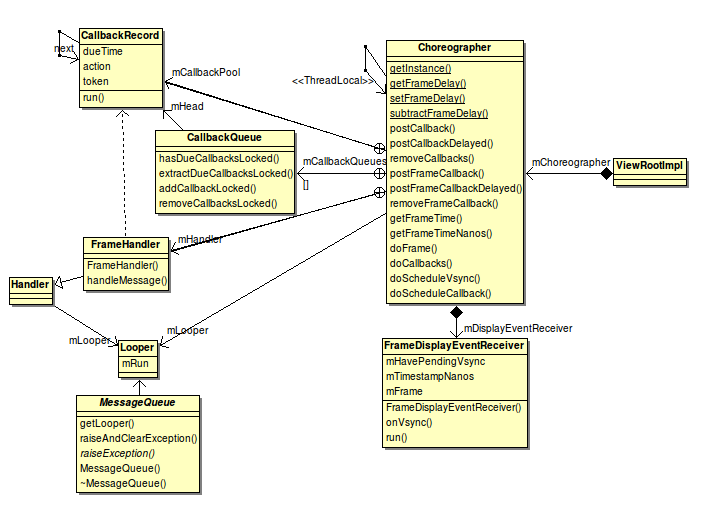 CallbackRecord
next
dueTime
action
token
run()
mCallbackPool
mHead
CallbackQueue
hasDueCallbacksLocked()
extractDueCallbacksLocked()
addCallbackLocked()
removeCallbacksLocked()
mCallbackQueues
[]
<<ThreadLocal>>
Choreographer
getInstance()
getFrameDelay()
setFrameDelay()
subtractFrameDelay()
postCallback()
postCallbackDelayed()
removeCallbacks()
postFrameCallback()
postFrameCallbackDelayed()
removeFrameCallback()
getFrameTime()
getFrameTimeNanos()
doFrame()
doCallbacks()
doScheduleVsync()
doScheduleCallback()
mChoreographer
ViewRootImpl
mHandler
FrameHandler
FrameHandler()
handleMessage()
Handler
mLooper
mLooper
Looper
mRun
mDisplayEventReceiver
FrameDisplayEventReceiver
mHavePendingVsync
mTimestampNanos
mFrame
FrameDisplayEventReceiver()
onVsync()
run()
MessageQueue
getLooper()
raiseAndClearException()
raiseException()
MessageQueue()
~MessageQueue()